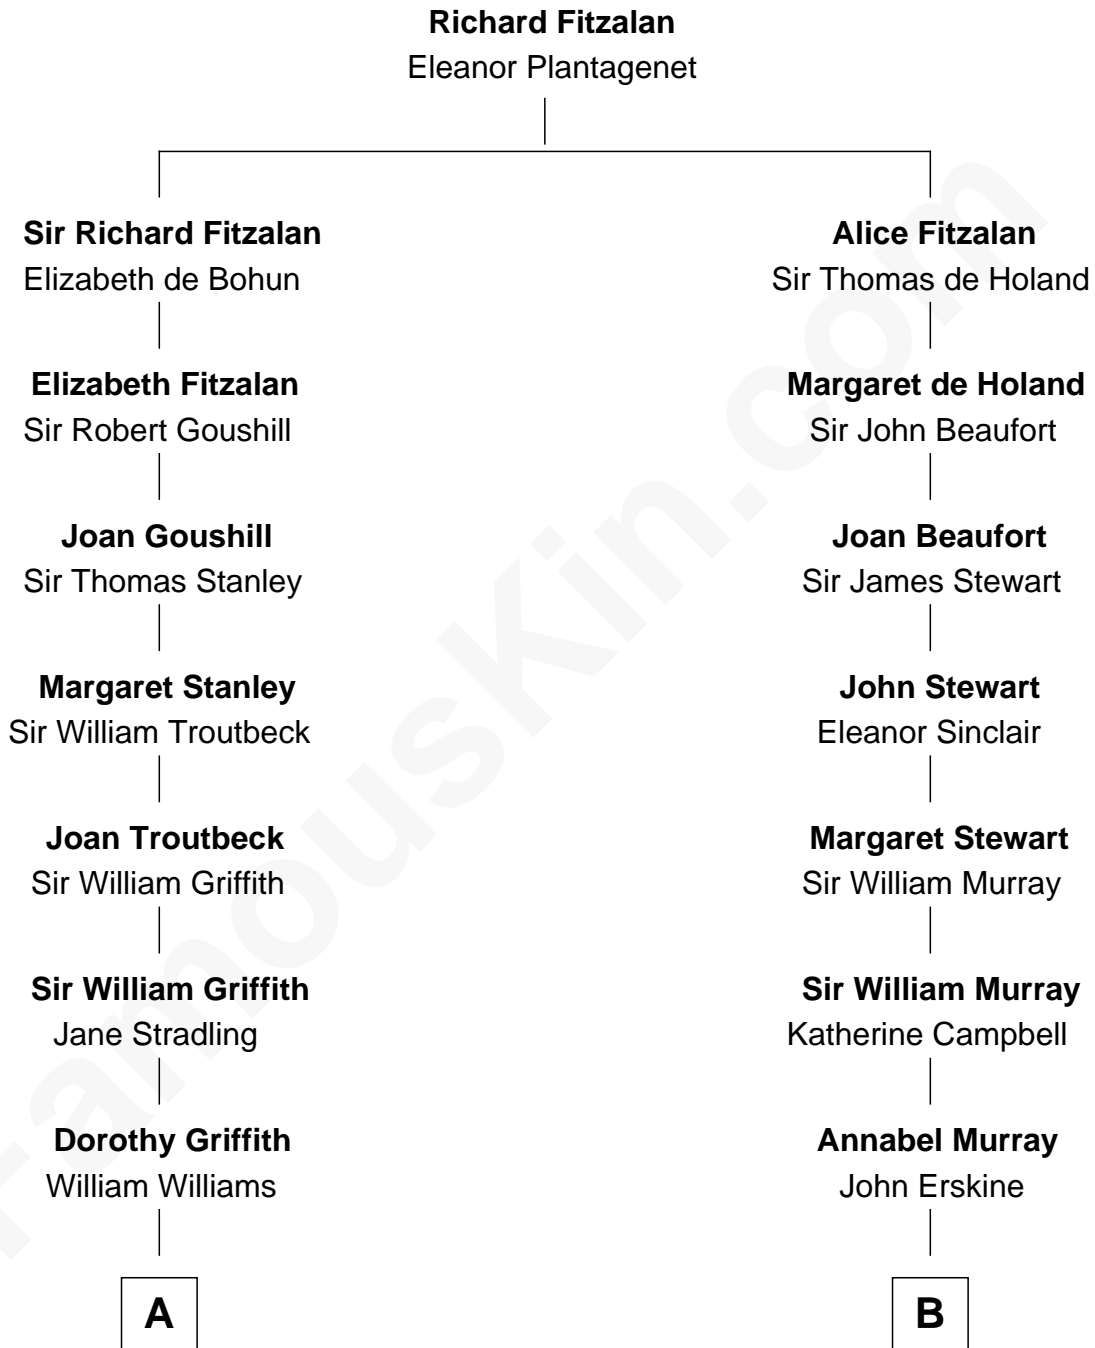 Richard Fitzalan
Eleanor Plantagenet
Sir Richard Fitzalan
Elizabeth de Bohun
Elizabeth Fitzalan
Sir Robert Goushill
Joan Goushill
Sir Thomas Stanley
Margaret Stanley
Sir William Troutbeck
Joan Troutbeck
Sir William Griffith
Sir William Griffith
Jane Stradling
Dorothy Griffith
William Williams
A
Alice Fitzalan
Sir Thomas de Holand
Margaret de Holand
Sir John Beaufort
Joan Beaufort
Sir James Stewart
John Stewart
Eleanor Sinclair
Margaret Stewart
Sir William Murray
Sir William Murray
Katherine Campbell
Annabel Murray
John Erskine
B
FamousKin.com